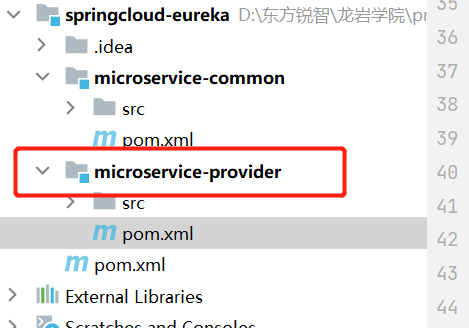 springcloud-eureka D:\东方锐智\龙岩学院\pr
.idea
microservice-common
src
pom.xml
microservice-provider
src
pom.xml
pom.xml
External Libraries
Scratches and Consoles
35
36
37
38
39
40
41
42
43
44